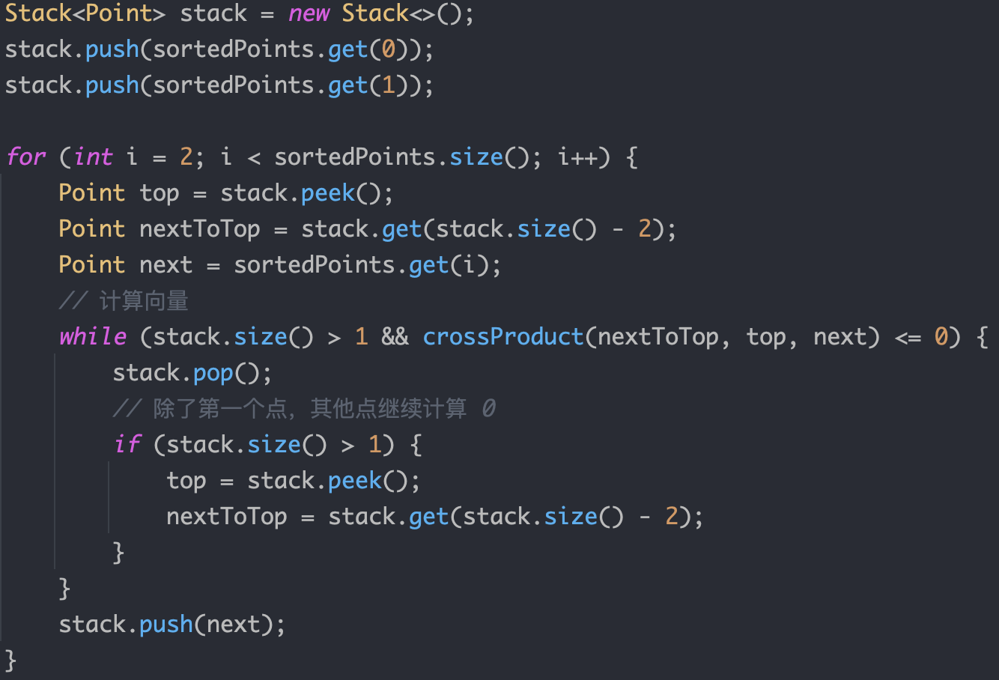 Stack<Point> stack = new Stack<>();
stack.push(sortedPoints.get(0));
stack.push(sortedPoints.get(1));

for (int i = 2; i < sortedPoints.size(); i++) {
    Point top = stack.peek();
    Point nextToTop = stack.get(stack.size() - 2);
    Point next = sortedPoints.get(i);
    // 计算向量
    while (stack.size() > 1 && crossProduct(nextToTop, top, next) <= 0) {
        stack.pop();
        // 除了第一个点，其他点继续计算 0
        if (stack.size() > 1) {
            top = stack.peek();
            nextToTop = stack.get(stack.size() - 2);
        }
    }
    stack.push(next);
}